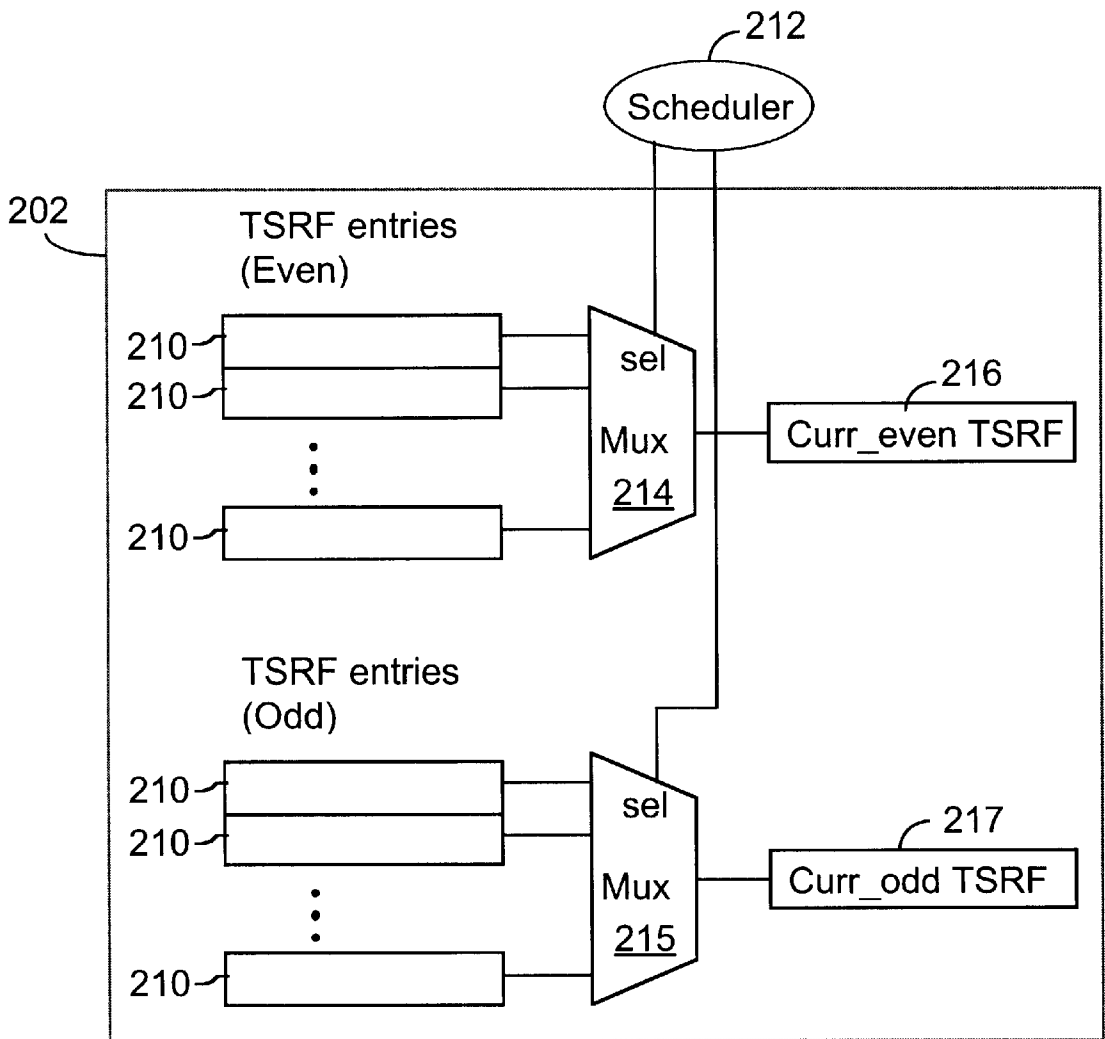 212
Scheduler
202
TSRF entries
(Even)
210
210
210
sel
Mux
214
216
Curr_even TSRF
TSRF entries
(Odd)
210
210
210
sel
Mux
215
217
Curr_odd TSRF